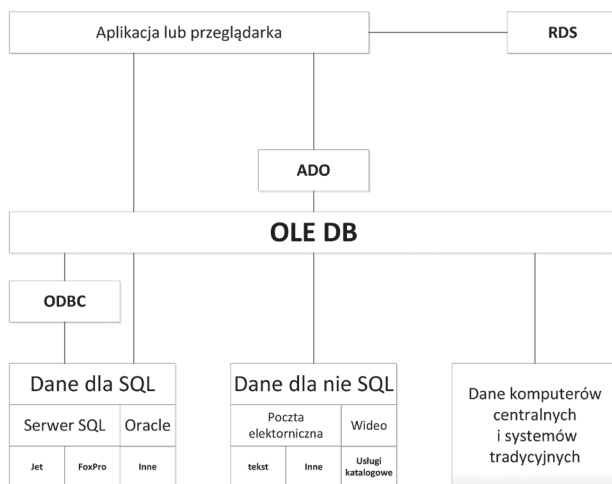 Aplikacja lub przeglądarka
RDS
ADO
OLE DB
ODBC
Dane dla SQL
Serwer SQL
Oracle
Jet
FoxPro
Inne
Dane dla nie SQL
Poczta
elektorniczna
Wideo
tekst
Inne
Usługi
katalogowe
Dane komputerów
centralnych
i systemów
tradycyjnych